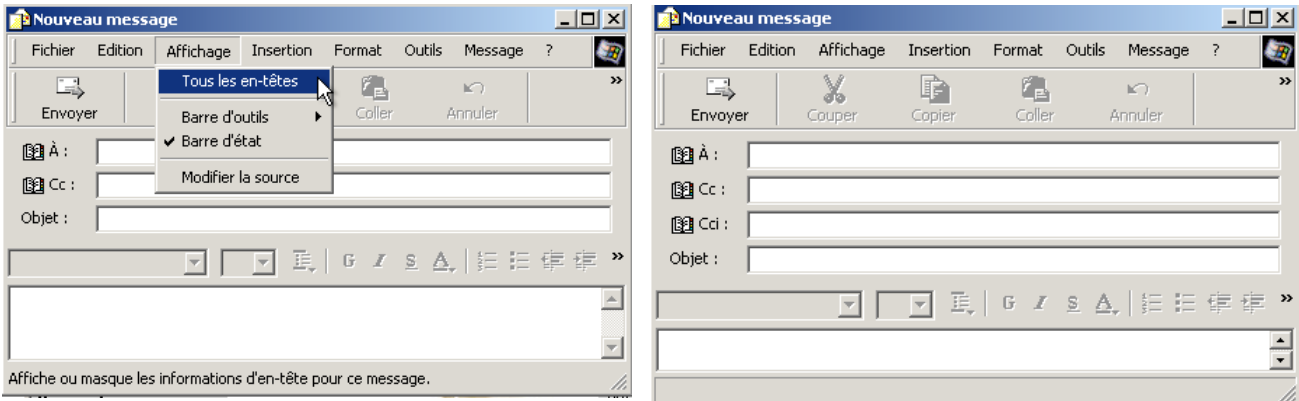 Nouveau message
Fichier Edition Affichage Insertion Format Outils Message ?
Tous les en-têtes
Barre d'outils
Barre d'état
Modifier la source
Envoyer Coller Annuler »
À :
Cc :
Objet :
G I S A »
Affiche ou masque les informations d'en-tête pour ce message.
Nouveau message
Fichier Edition Affichage Insertion Format Outils Message ?
Envoyer Couper Copier Coller Annuler »
À :
Cc :
Cci :
Objet :
G I S A »